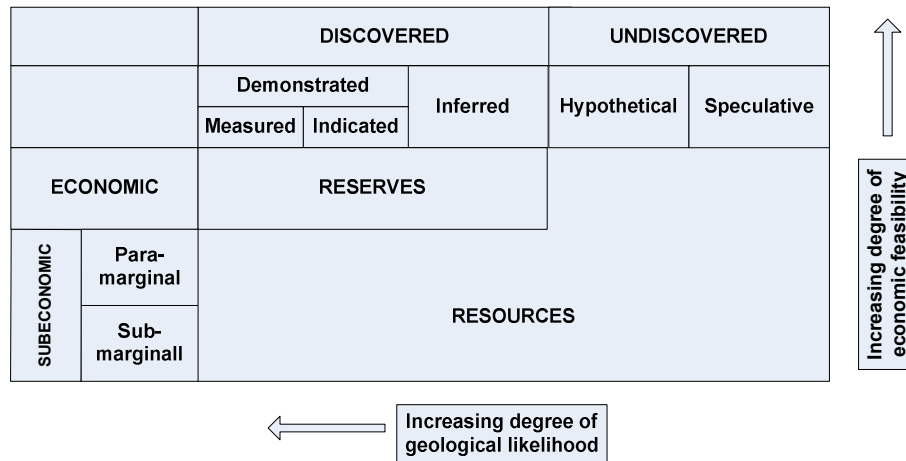 DISCOVERED
UNDISCOVERED
Demonstrated
Inferred
Hypothetical
Speculative
Measured
Indicated
ECONOMIC
RESERVES
SUBECONOMIC
Para-
marginal
Sub-
marginall
RESOURCES
Increasing degree of
economic feasibility
Increasing degree of
geological likelihood